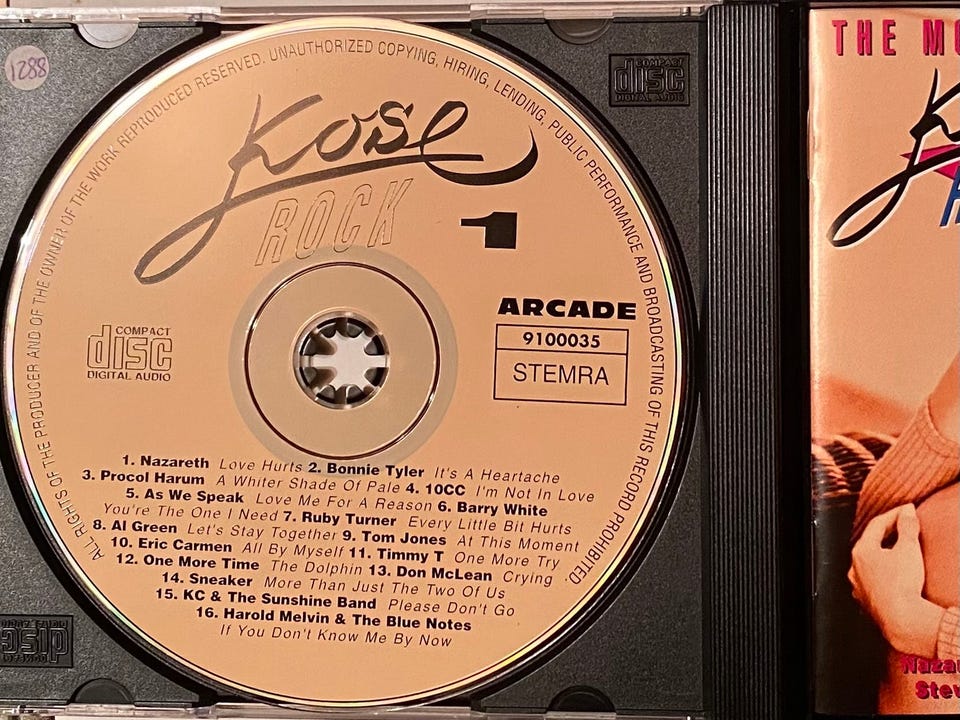 1288
ALL RIGHTS OF THE PRODUCER AND OF THE OWNER OF THE WORK REPRODUCED RESERVED. UNAUTHORIZED COPYING, HIRING, LENDING, PUBLIC PERFORMANCE AND BROADCASTING OF THIS RECORD PROHIBITED.
COMPACT
disc
DIGITAL AUDIO
Kose
ROCK
1
ARCADE
9100035
STEMRA
COMPACT
disc
DIGITAL AUDIO
1. Nazareth Love Hurts 2. Bonnie Tyler It's A Heartache
3. Procol Harum A Whiter Shade Of Pale 4. 10CC I'm Not In Love
5. As We Speak Love Me For A Reason 6. Barry White
You're The One I Need 7. Ruby Turner Every Little Bit Hurts
8. Al Green Let's Stay Together 9. Tom Jones At This Moment
10. Eric Carmen All By Myself 11. Timmy T One More Try
12. One More Time The Dolphin 13. Don McLean Crying
14. Sneaker More Than Just The Two Of Us
15. KC & The Sunshine Band Please Don't Go
16. Harold Melvin & The Blue Notes
If You Don't Know Me By Now
COMPACT
disc
DIGITAL AUDIO
THE